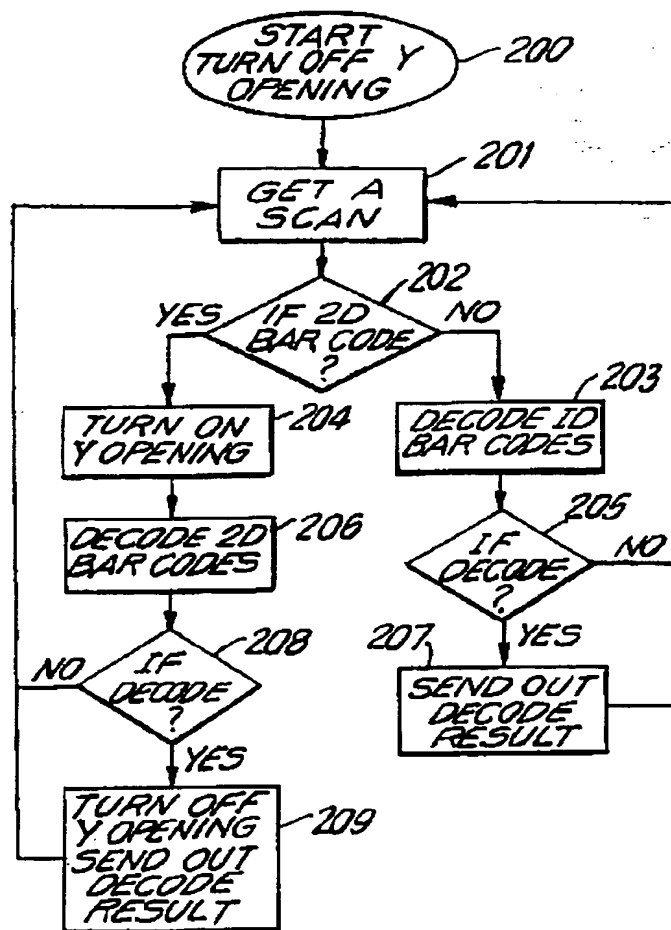 START
TURN OFF Y
OPENING
200
201
GET A
SCAN
202
YES
IF 2D
BAR CODE
?
NO
203
204
TURN ON
Y OPENING
DECODE 1D
BAR CODES
206
DECODE 2D
BAR CODES
205
IF
DECODE
?
NO
208
NO
IF
DECODE
?
YES
207
YES
SEND OUT
DECODE
RESULT
TURN OFF
Y OPENING
SEND OUT
DECODE
RESULT
209